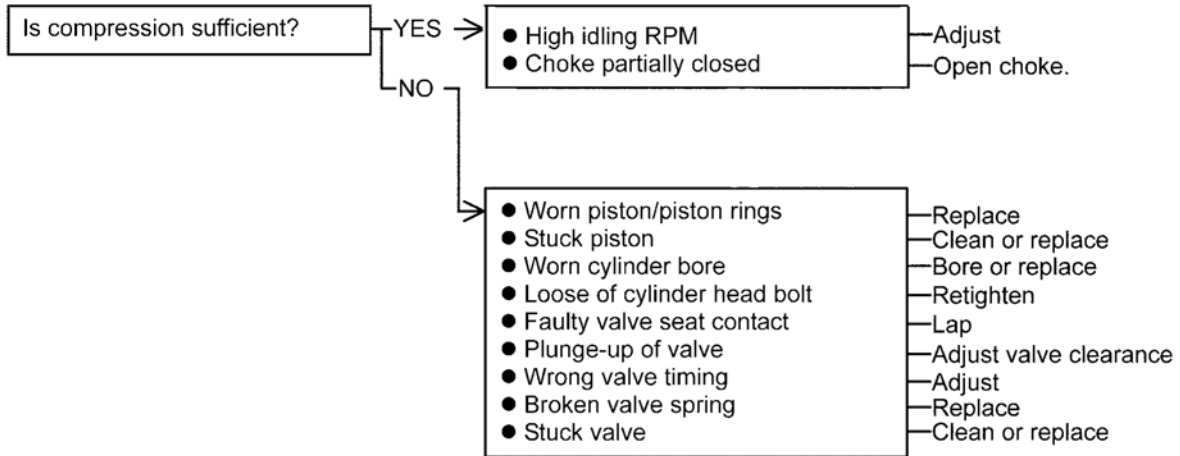 Is compression sufficient?
YES
● High idling RPM
Adjust
● Choke partially closed
Open choke.
NO
● Worn piston/piston rings
Replace
● Stuck piston
Clean or replace
● Worn cylinder bore
Bore or replace
● Loose of cylinder head bolt
Retighten
● Faulty valve seat contact
Lap
● Plunge-up of valve
Adjust valve clearance
● Wrong valve timing
Adjust
● Broken valve spring
Replace
● Stuck valve
Clean or replace